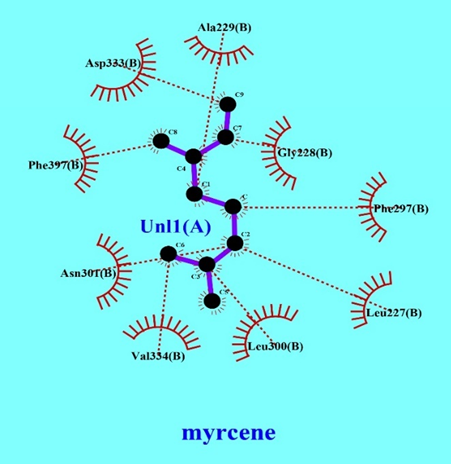 Ala229(B)
Asp333(B)
C9
C8
C7
Phe397(B)
Gly228(B)
C4
C1
C
Phe297(B)
Unl1(A)
C6
C2
Asn301(B)
C3
C5
Leu227(B)
Val334(B)
Leu300(B)
myrcene